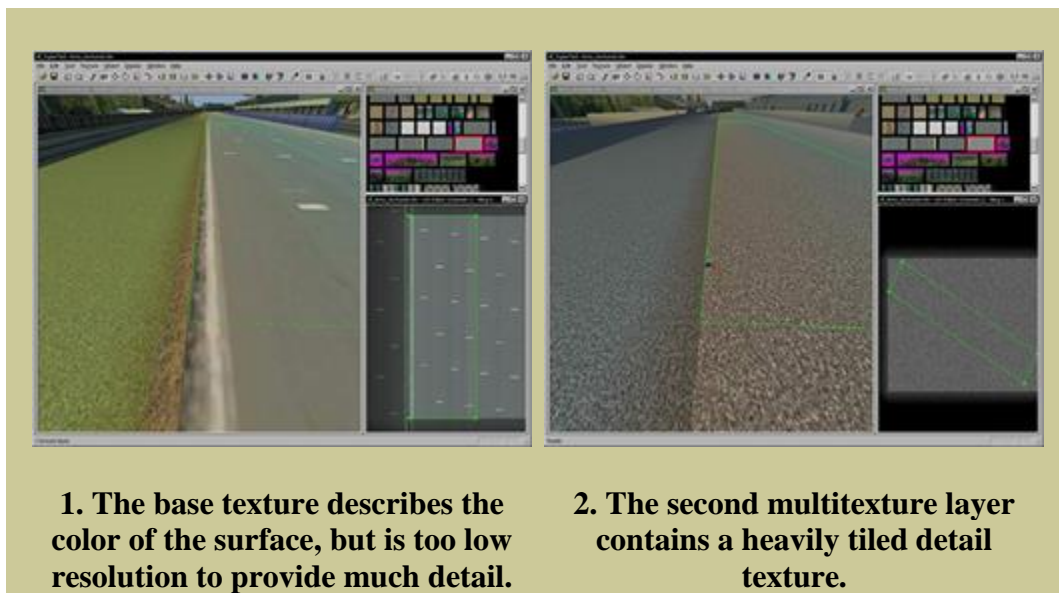 1. The base texture describes the
color of the surface, but is too low
resolution to provide much detail.
2. The second multitexture layer
contains a heavily tiled detail
texture.